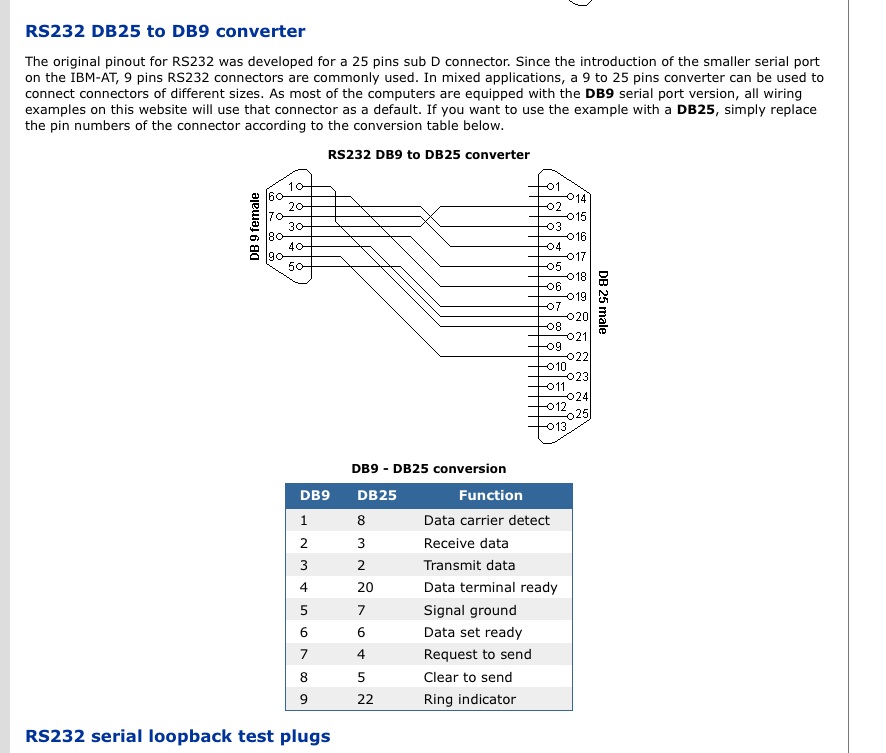 RS232 DB25 to DB9 converter
The original pinout for RS232 was developed for a 25 pins sub D connector. Since the introduction of the smaller serial port
on the IBM-AT, 9 pins RS232 connectors are commonly used. In mixed applications, a 9 to 25 pins converter can be used to
connect connectors of different sizes. As most of the computers are equipped with the DB9 serial port version, all wiring
examples on this website will use that connector as a default. If you want to use the example with a DB25, simply replace
the pin numbers of the connector according to the conversion table below.
RS232 DB9 to DB25 converter
DB 9 female
1
6
2
7
3
8
4
9
5
1
14
2
15
3
16
4
17
5
18
6
19
7
20
8
21
9
22
10
23
11
24
12
25
13
DB 25 male
DB9 - DB25 conversion
DB9 DB25 Function
1 8 Data carrier detect
2 3 Receive data
3 2 Transmit data
4 20 Data terminal ready
5 7 Signal ground
6 6 Data set ready
7 4 Request to send
8 5 Clear to send
9 22 Ring indicator
RS232 serial loopback test plugs